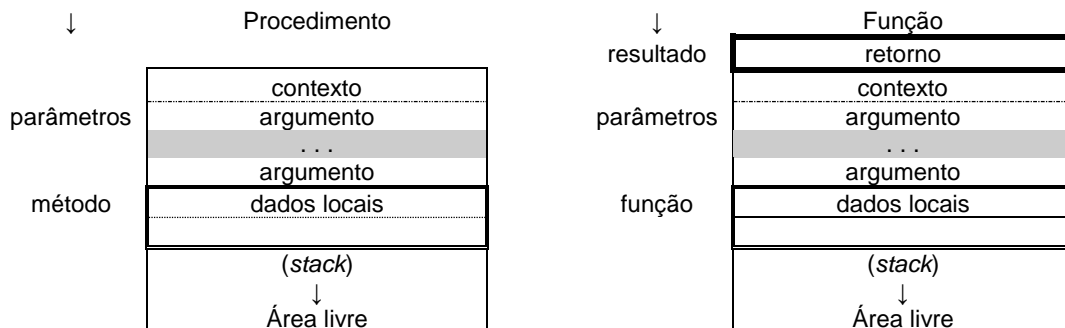 ↓ Procedimento
contexto
parâmetros argumento
. . .
argumento
método dados locais
(stack)
↓
Área livre
↓ Função
resultado retorno
contexto
parâmetros argumento
. . .
argumento
função dados locais
(stack)
↓
Área livre